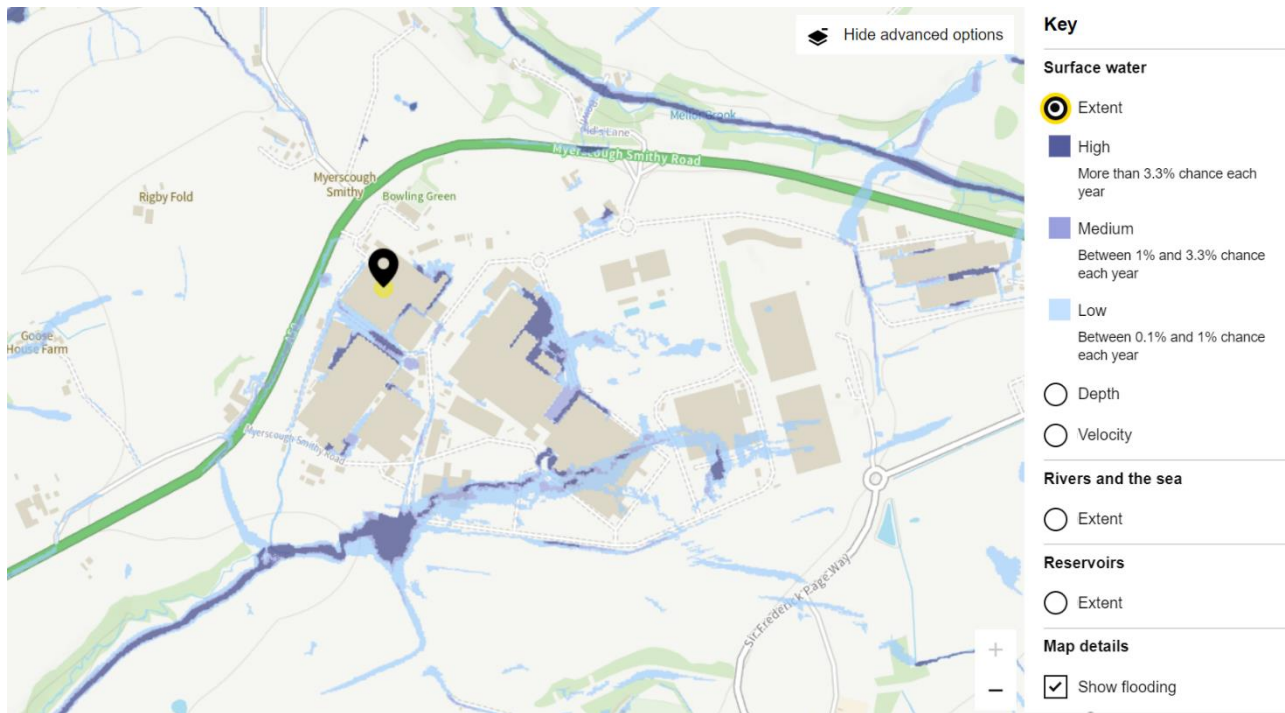 Hide advanced options
Mellor Brook
Myerscough Smithy Road
Myerscough
Smithy
Bowling Green
Rigby Fold
Goose
House Farm
Myerscough Smithy Road
Sir Frederick Page Way
Key
Surface water
Extent
High
More than 3.3% chance each
year
Medium
Between 1% and 3.3% chance
each year
Low
Between 0.1% and 1% chance
each year
Depth
Velocity
Rivers and the sea
Extent
Reservoirs
Extent
Map details
Show flooding